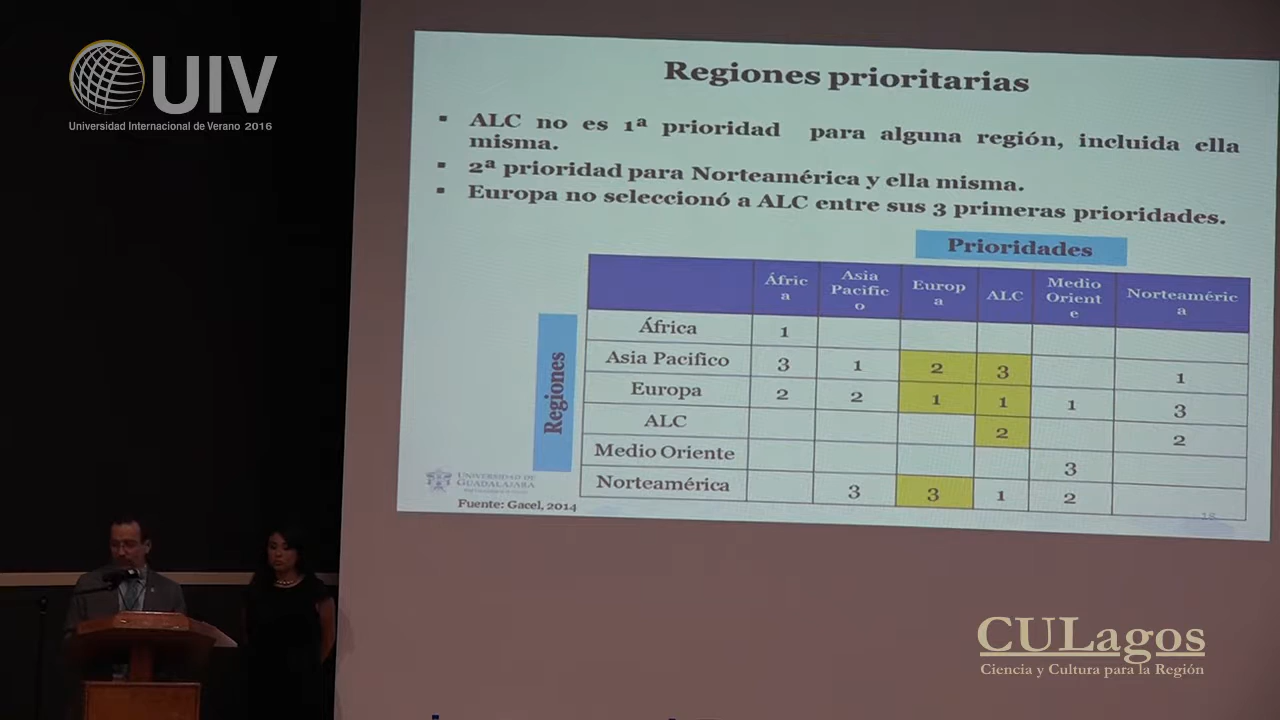 UIV
Universidad Internacional de Verano 2016
Regiones prioritarias
▪ ALC no es 1ª prioridad para alguna región, incluida ella
misma.
▪ 2ª prioridad para Norteamérica y ella misma.
▪ Europa no seleccionó a ALC entre sus 3 primeras prioridades.
Prioridades
Áfric
a
Asia
Pacific
o
Europ
a
ALC
Medio
Orient
e
Norteaméric
a
Regiones
África 1
Asia Pacifico 3 1 2 3 1
Europa 2 2 1 1 1 3
ALC 2 2
Medio Oriente 3
Norteamérica 3 3 1 2
UNIVERSIDAD DE
GUADALAJARA
Fuente: Gacel, 2014
CULagos
Ciencia y Cultura para la Región